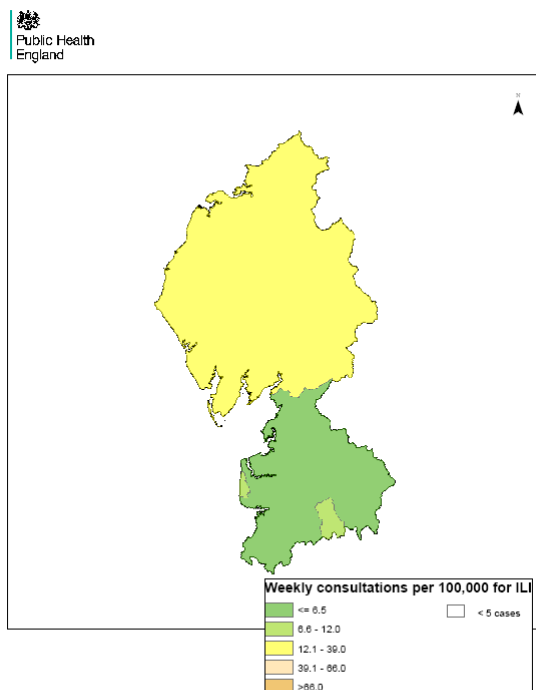 Public Health
England
N
Weekly consultations per 100,000 for ILI
<= 6.5
< 5 cases
6.6 - 12.0
12.1 - 39.0
39.1 - 66.0
>66.0